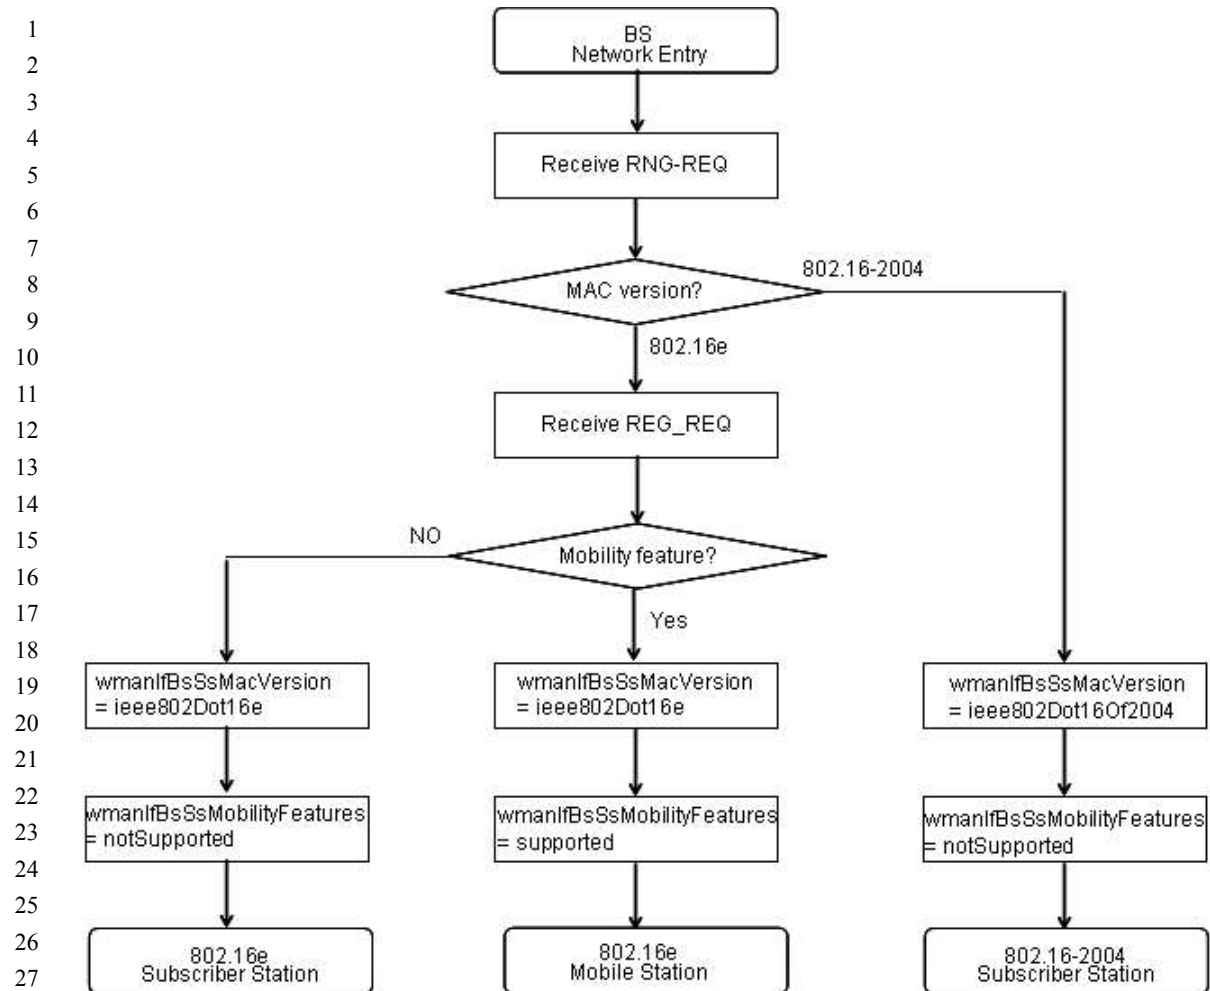 1
2
3
4
5
6
7
8
9
10
11
12
13
14
15
16
17
18
19
20
21
22
23
24
25
26
27
BS
Network Entry
Receive RNG-REQ
MAC version?
802.16-2004
802.16e
Receive REG_REQ
Mobility feature?
NO
Yes
wmanIfBsSsMacVersion
= ieee802Dot16e
wmanIfBsSsMobilityFeatures
= notSupported
802.16e
Subscriber Station
wmanIfBsSsMacVersion
= ieee802Dot16e
wmanIfBsSsMobilityFeatures
= supported
802.16e
Mobile Station
wmanIfBsSsMacVersion
= ieee802Dot16Of2004
wmanIfBsSsMobilityFeatures
= notSupported
802.16-2004
Subscriber Station